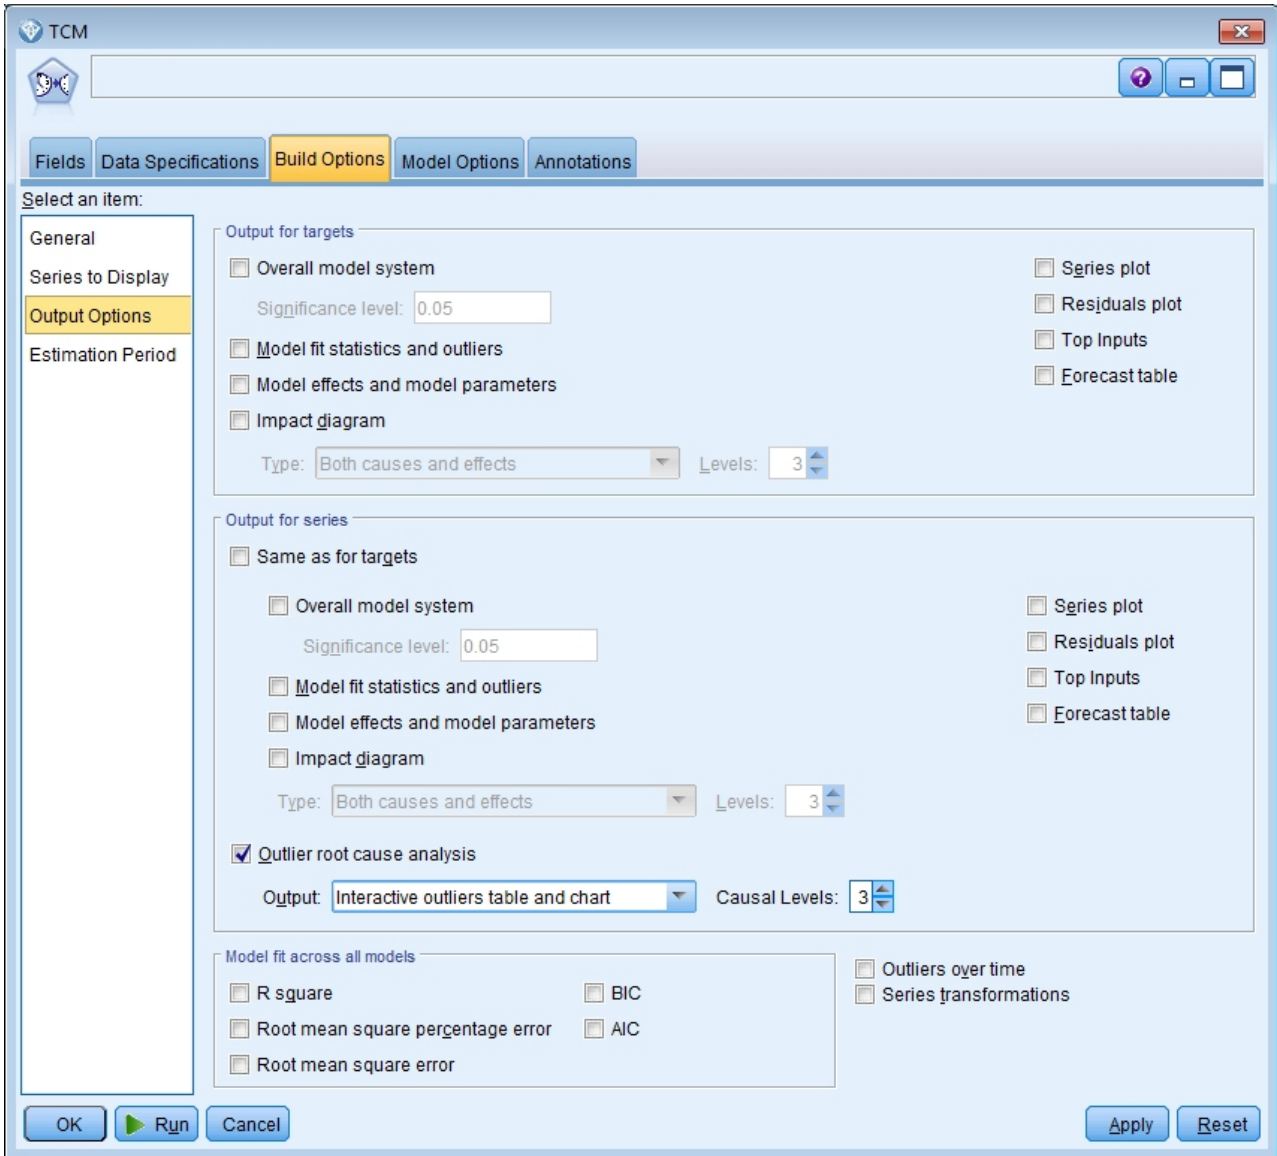 TCM
Fields
Data Specifications
Build Options
Model Options
Annotations
Select an item:
General
Series to Display
Output Options
Estimation Period
Output for targets
Overall model system
Significance level: 0.05
Model fit statistics and outliers
Model effects and model parameters
Impact diagram
Type: Both causes and effects
Levels: 3
Series plot
Residuals plot
Top Inputs
Forecast table
Output for series
Same as for targets
Overall model system
Significance level: 0.05
Model fit statistics and outliers
Model effects and model parameters
Impact diagram
Type: Both causes and effects
Levels: 3
Series plot
Residuals plot
Top Inputs
Forecast table
Outlier root cause analysis
Output: Interactive outliers table and chart
Causal Levels: 3
Model fit across all models
R square
Root mean square percentage error
Root mean square error
BIC
AIC
Outliers over time
Series transformations
OK
Run
Cancel
Apply
Reset